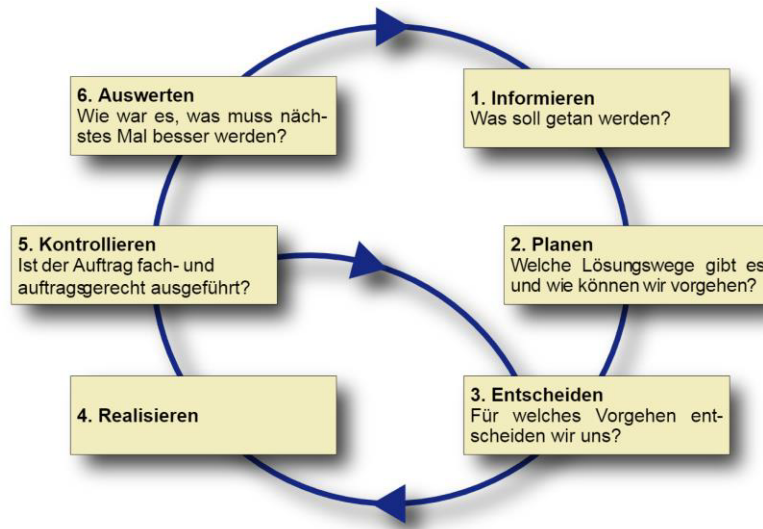 6. Auswerten
Wie war es, was muss näch-
stes Mal besser werden?
1. Informieren
Was soll getan werden?
5. Kontrollieren
Ist der Auftrag fach- und
auftragsgerecht ausgeführt?
2. Planen
Welche Lösungswege gibt es
und wie können wir vorgehen?
4. Realisieren
3. Entscheiden
Für welches Vorgehen ent-
scheiden wir uns?